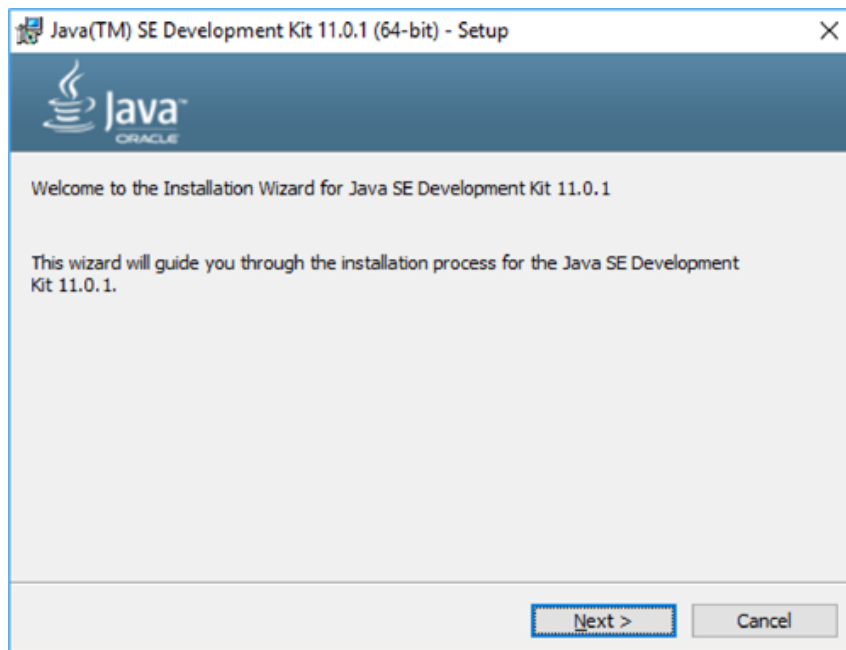 Java(TM) SE Development Kit 11.0.1 (64-bit) - Setup
Java™
ORACLE
Welcome to the Installation Wizard for Java SE Development Kit 11.0.1
This wizard will guide you through the installation process for the Java SE Development
Kit 11.0.1.
Next >
Cancel